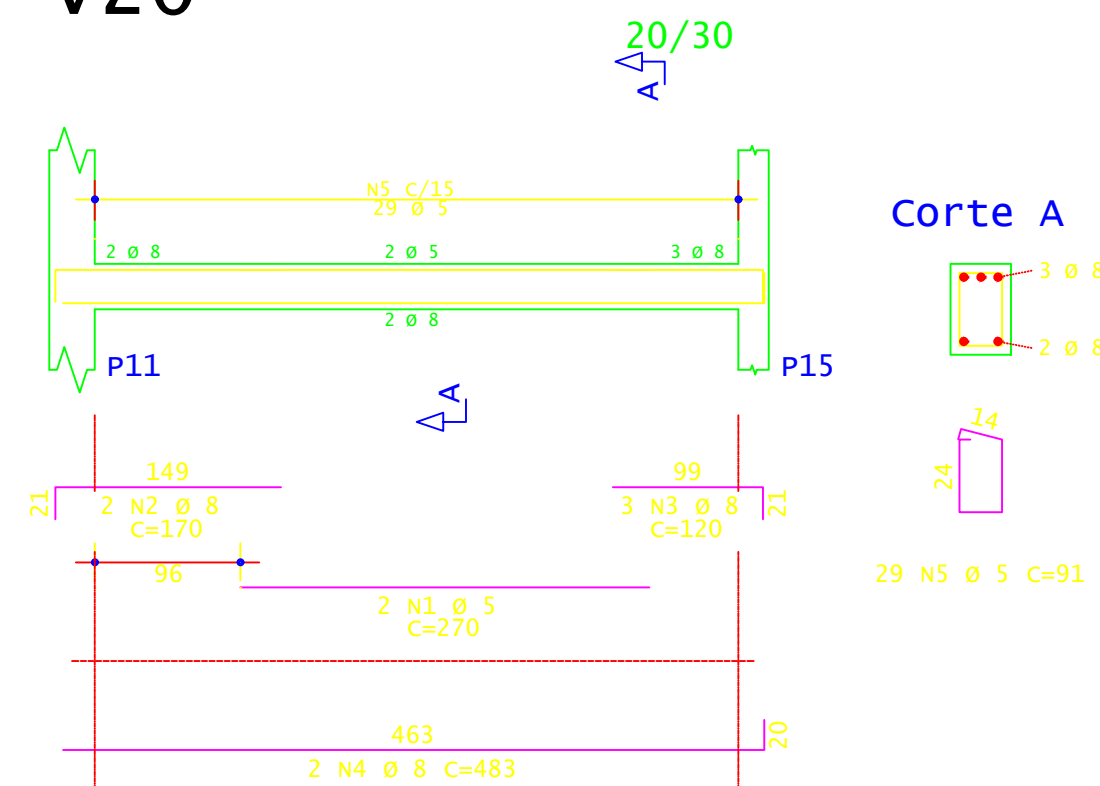 V26
20/30
A
N5 C/15
29 Ø 5
2 Ø 8
2 Ø 5
3 Ø 8
2 Ø 8
P11
P15
A
Corte A
3 Ø 8
2 Ø 8
149
21
2 N2 Ø 8
C=170
99
21
3 N3 Ø 8
C=120
96
2 N1 Ø 5
C=270
463
20
2 N4 Ø 8 C=483
14
24
29 N5 Ø 5 C=91